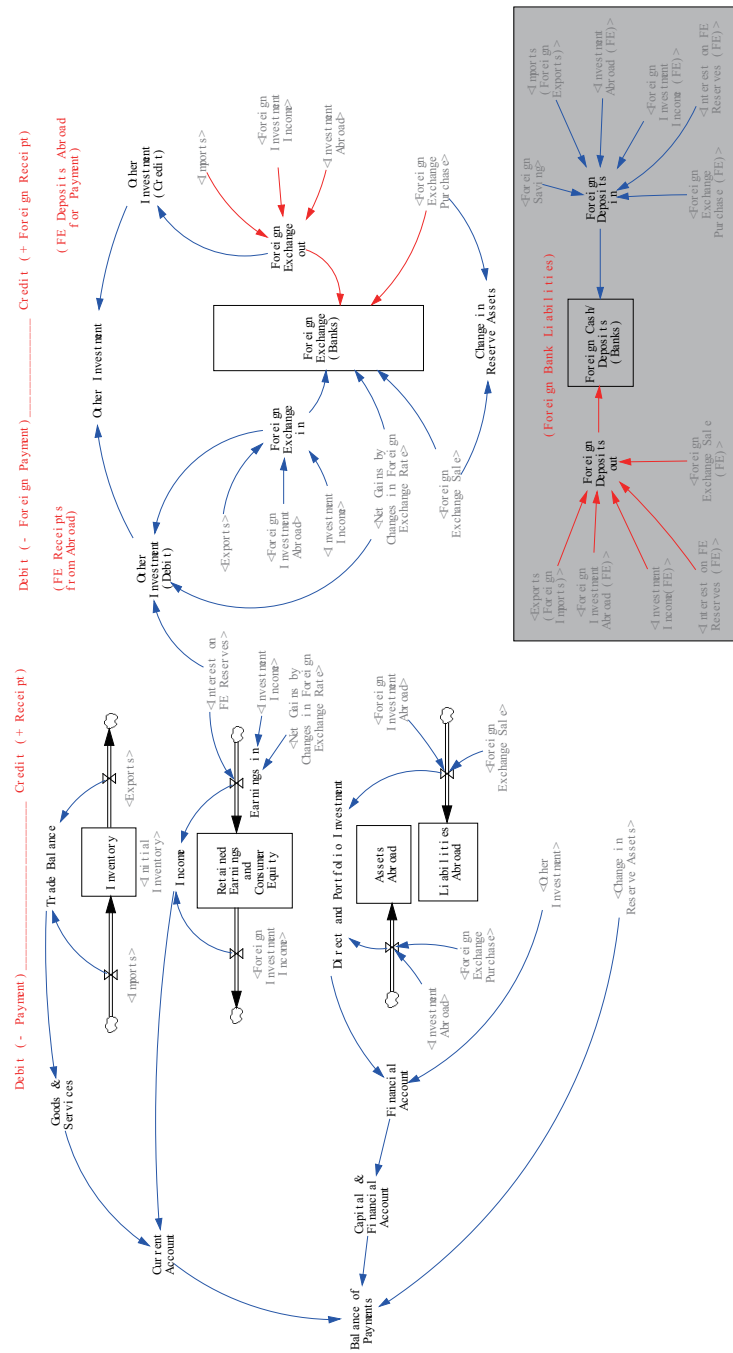 Debit (- Payment)______________ Credit (+ Receipt)
Goods &
Services
Trade Balance
<Imports>
Inventory
<Initial
Inventory>
<Exports>
Current
Account
Income
<Foreign
Investment
Income>
Retained
Earnings
and
Consumer
Equity
Earnings in
<Interest on
FE Reserves>
<Investment
Income>
<Net Gains by
Changes in Foreign
Exchange Rate>
Balance of
Payments
Capital &
Financial
Account
Financial
Account
Direct and Portfolio Investment
<Investment
Abroad>
<Foreign
Exchange
Purchase>
Assets
Abroad
Liabilities
Abroad
<Foreign
Investment
Abroad>
<Foreign
Exchange Sale>
<Other
Investment>
<Change in
Reserve Assets>
Debit (- Foreign Payment)______________ Credit (+ Foreign Receipt)
(FE Receipts
from Abroad)
(FE Deposits Abroad
for Payment)
Other Investment
Other
Investment
(Debit)
Other
Investment
(Credit)
<Exports>
<Foreign
Investment
Abroad>
<Investment
Income>
Foreign
Exchange
in
Foreign
Exchange
(Banks)
Foreign
Exchange
out
<Imports>
<Foreign
Investment
Income>
<Investment
Abroad>
<Net Gains by
Changes in Foreign
Exchange Rate>
<Foreign
Exchange Sale>
<Foreign
Exchange
Purchase>
Change in
Reserve Assets
(Foreign Bank Liabilities)
<Exports
(Foreign
Imports)>
<Foreign
Investment
Abroad (FE)>
<Investment
Income(FE)>
<Interest on FE
Reserves (FE)>
Foreign
Deposits
out
<Foreign
Exchange Sale
(FE)>
Foreign Cash/
Deposits
(Banks)
Foreign
Deposits
in
<Foreign
Saving>
<Imports
(Foreign
Exports)>
<Investment
Abroad (FE)>
<Foreign
Investment
Income (FE)>
<Interest on FE
Reserves (FE)>
<Foreign
Exchange
Purchase (FE)>